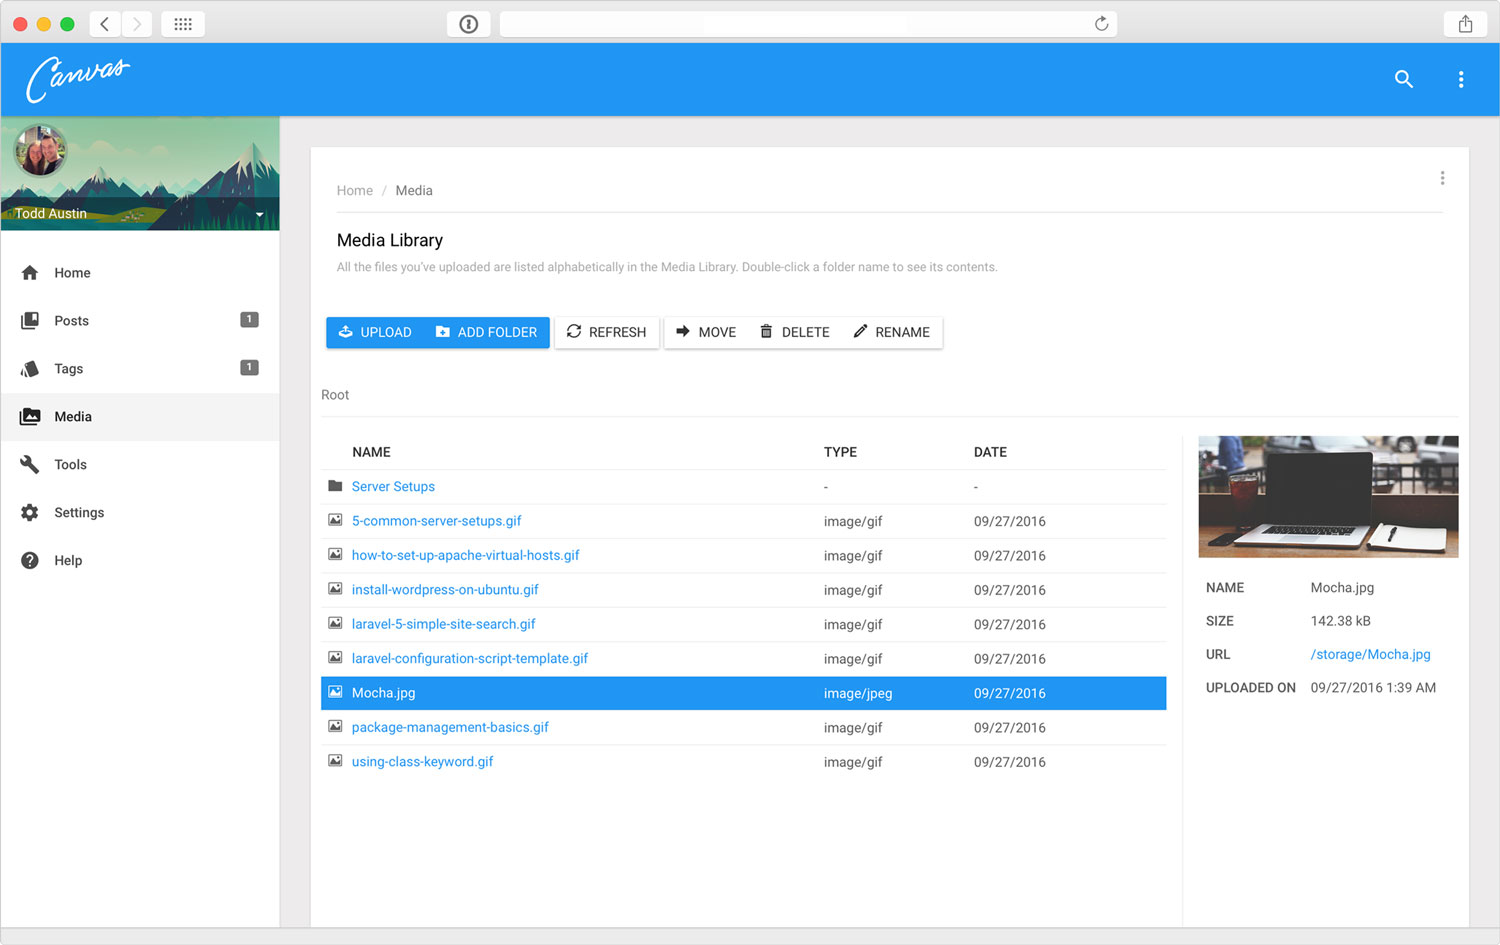 Canvas
Todd Austin
Home
Posts 1
Tags 1
Media
Tools
Settings
Help
Home / Media
Media Library
All the files you've uploaded are listed alphabetically in the Media Library. Double-click a folder name to see its contents.
UPLOAD ADD FOLDER REFRESH MOVE DELETE RENAME
Root
NAME TYPE DATE
Server Setups - -
5-common-server-setups.gif image/gif 09/27/2016
how-to-set-up-apache-virtual-hosts.gif image/gif 09/27/2016
install-wordpress-on-ubuntu.gif image/gif 09/27/2016
laravel-5-simple-site-search.gif image/gif 09/27/2016
laravel-configuration-script-template.gif image/gif 09/27/2016
Mocha.jpg image/jpeg 09/27/2016
package-management-basics.gif image/gif 09/27/2016
using-class-keyword.gif image/gif 09/27/2016
NAME Mocha.jpg
SIZE 142.38 kB
URL /storage/Mocha.jpg
UPLOADED ON 09/27/2016 1:39 AM